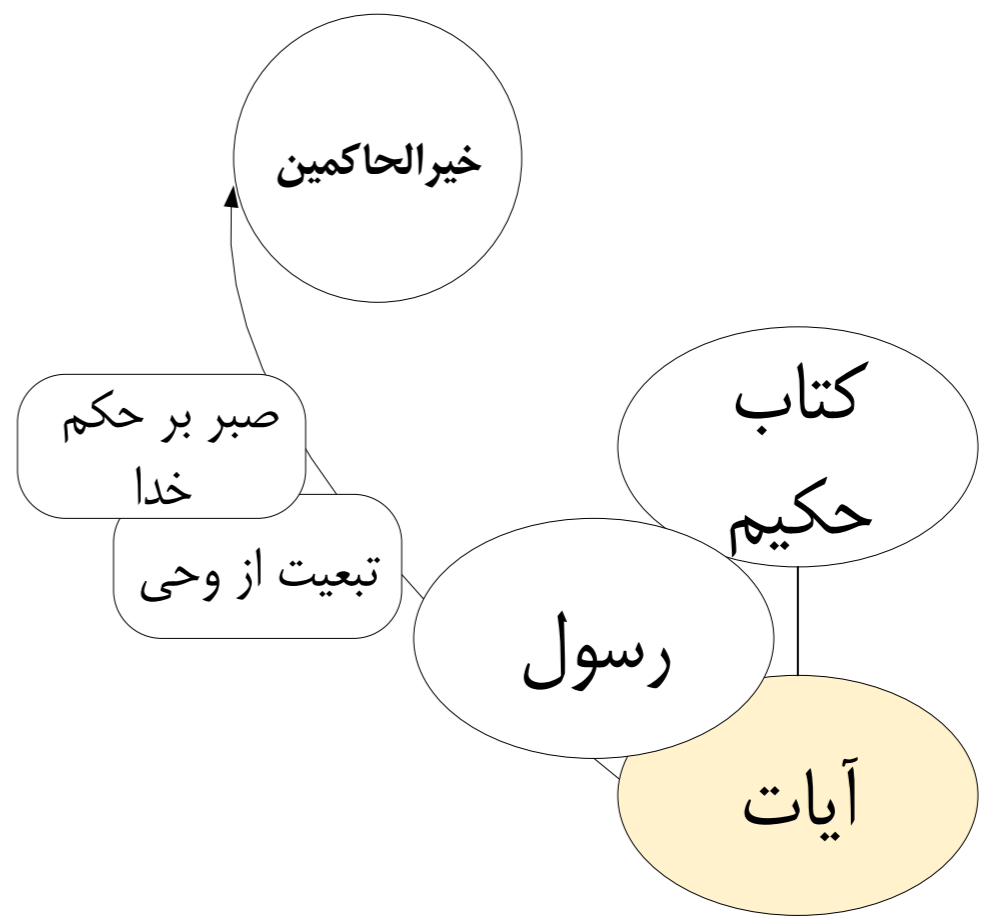 خیرالحاکمین
کتاب
حکیم
صبر بر حکم
خدا
تبعیت از وحی
رسول
آیات